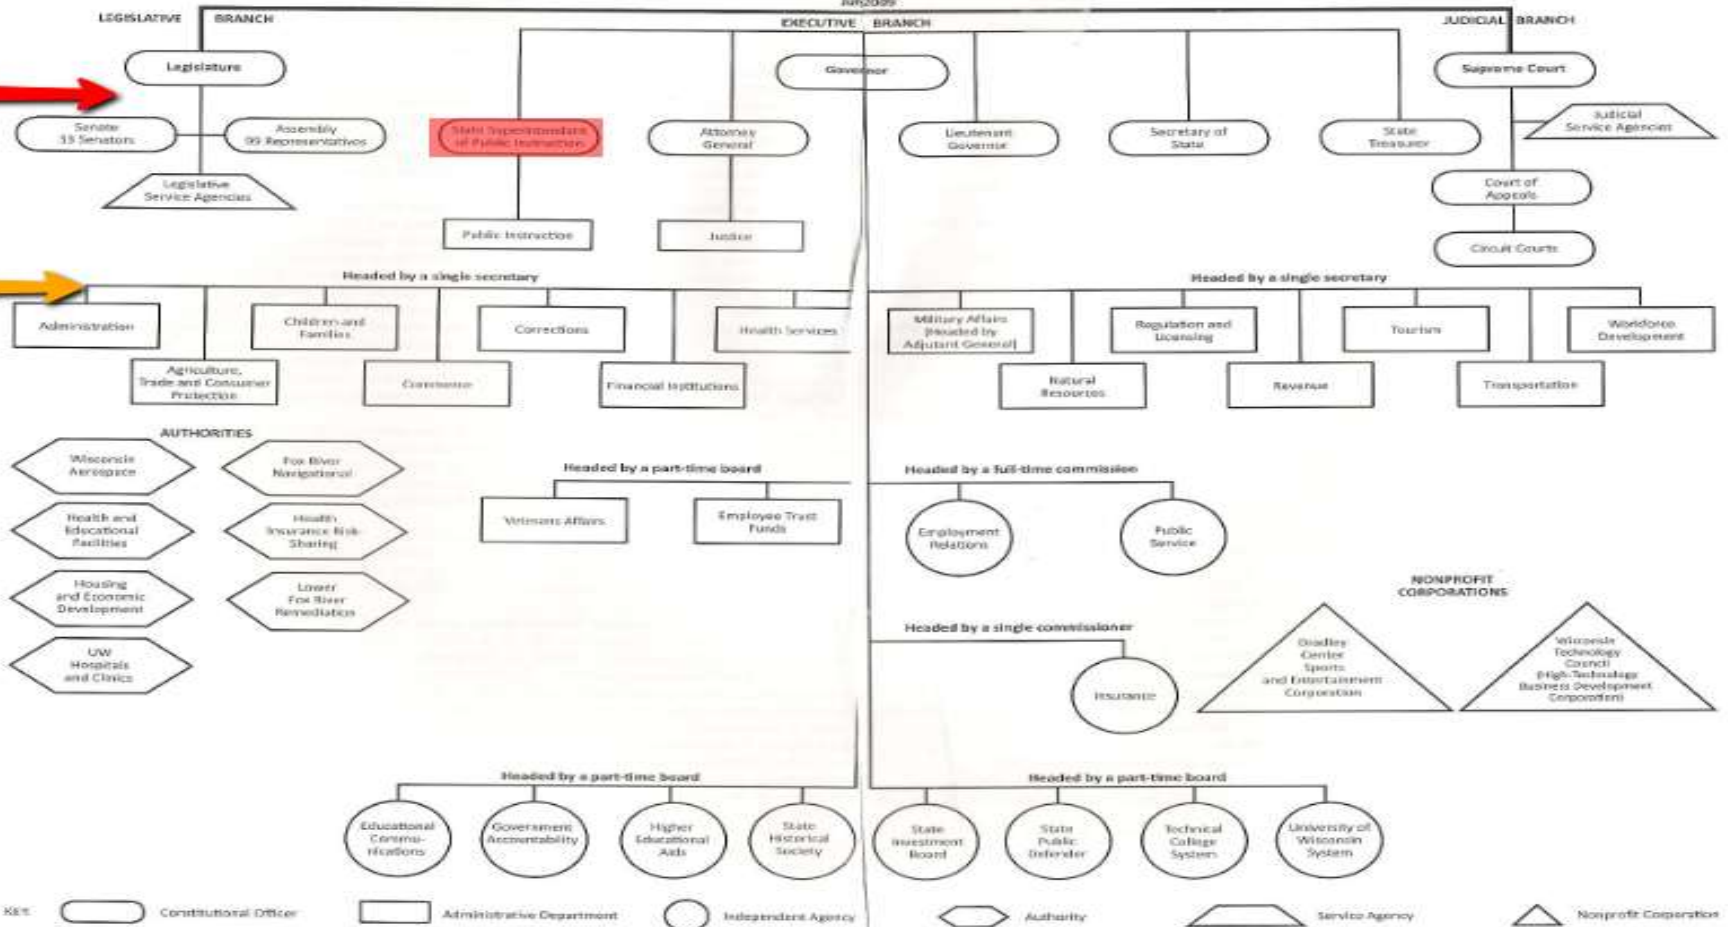 LEGISLATIVE BRANCH
EXECUTIVE BRANCH
JUDICIAL BRANCH
Legislature
Governor
Supreme Court
Senate
33 Senators
Assembly
99 Representatives
State Superintendent
of Public Instruction
Attorney
General
Lieutenant
Governor
Secretary of
State
State
Treasurer
Judicial
Service Agencies
Legislative
Service Agencies
Court of
Appeals
Public Instruction
Justice
Circuit Courts
Headed by a single secretary
Headed by a single secretary
Administration
Children and
Families
Corrections
Health Services
Military Affairs
(Headed by
Adjutant General)
Regulation and
Licensing
Tourism
Workforce
Development
Agriculture,
Trade and Consumer
Protection
Commerce
Financial Institutions
Natural
Resources
Revenue
Transportation
AUTHORITIES
Wisconsin
Aerospace
Fox River
Navigational
Health and
Educational
Facilities
Health
Insurance Risk
Sharing
Housing
and Economic
Development
Lower
Fox River
Remediation
UW
Hospitals
and Clinics
Headed by a part-time board
Headed by a full-time commission
Veterans Affairs
Employee Trust
Funds
Employment
Relations
Public
Service
Headed by a single commissioner
Insurance
NONPROFIT
CORPORATIONS
Bradley
Center
Sports
and Entertainment
Corporation
Wisconsin
Technology
Council
(High-Technology
Business Development
Corporation)
Headed by a part-time board
Headed by a part-time board
Educational
Commu-
nications
Government
Accountability
Higher
Educational
Aids
State
Historical
Society
State
Investment
Board
State
Public
Defender
Technical
College
System
University of
Wisconsin
System
KEY
Constitutional Officer
Administrative Department
Independent Agency
Authority
Service Agency
Nonprofit Corporation